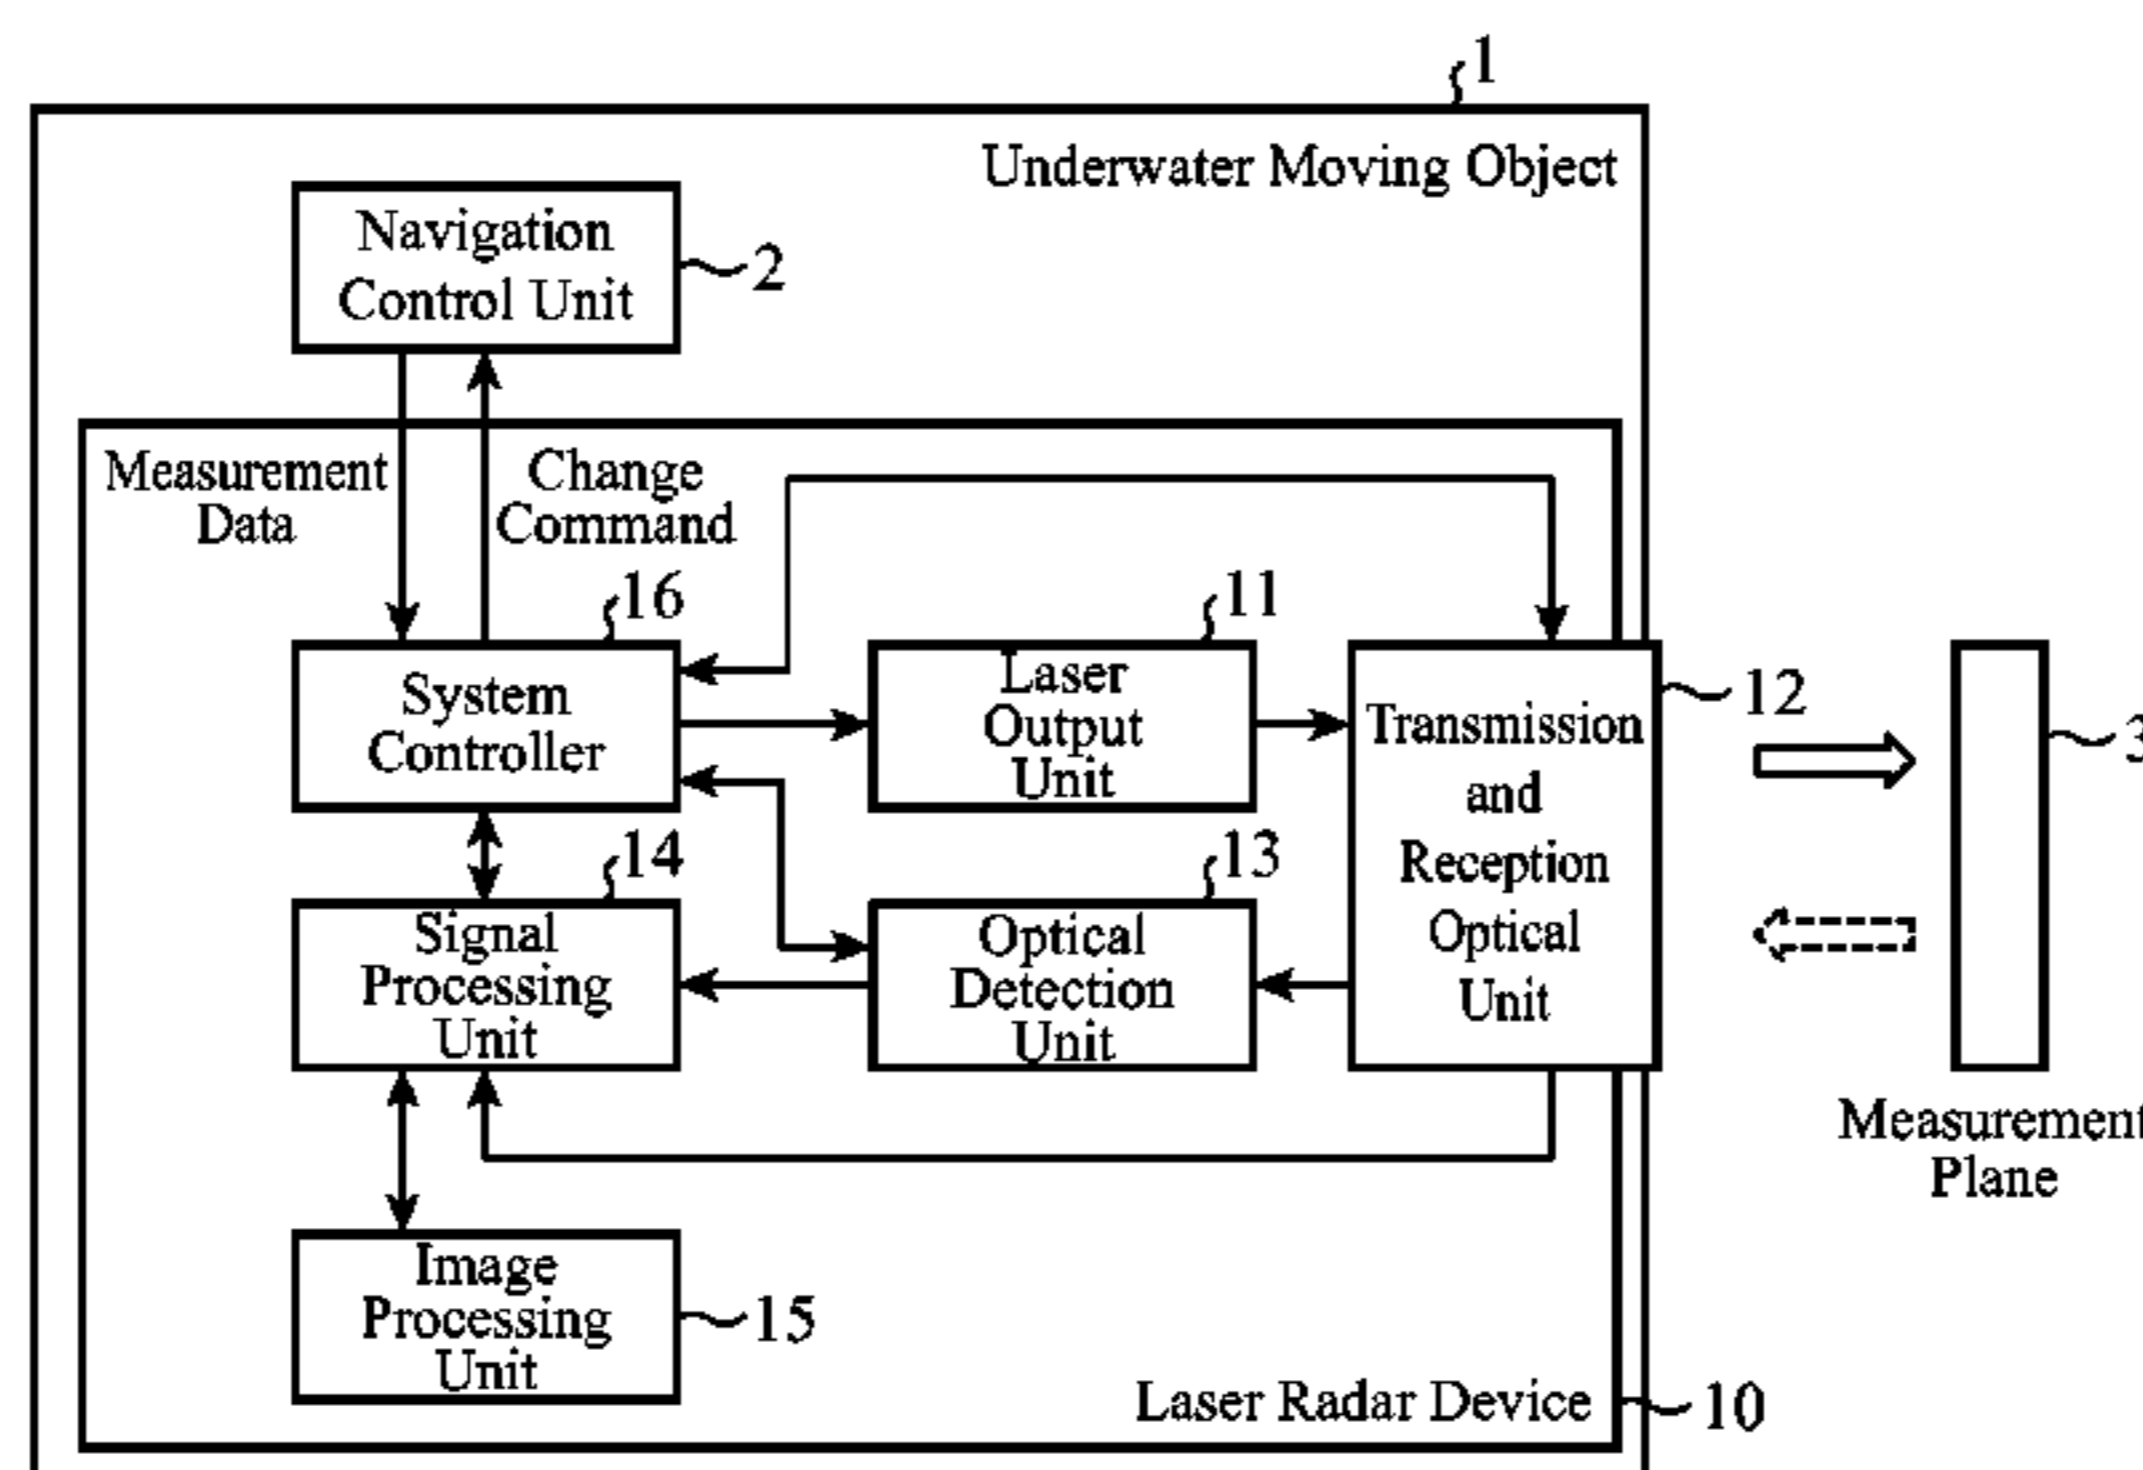 1
Underwater Moving Object
Navigation
Control Unit
2
Measurement
Data
Change
Command
16
System
Controller
11
Laser
Output
Unit
Transmission
and
Reception
Optical
Unit
12
3
14
Signal
Processing
Unit
13
Optical
Detection
Unit
Measurement
Plane
Image
Processing
Unit
15
Laser Radar Device
10